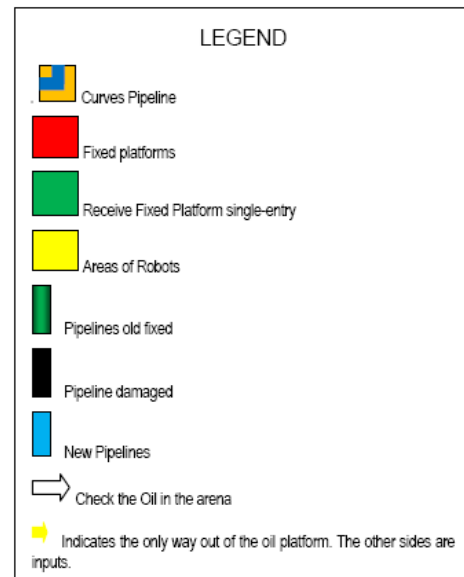 LEGEND
. Curves Pipeline
Fixed platforms
Receive Fixed Platform single-entry
Areas of Robots
Pipelines old fixed
Pipeline damaged
New Pipelines
Check the Oil in the arena
Indicates the only way out of the oil platform. The other sides are
inputs.